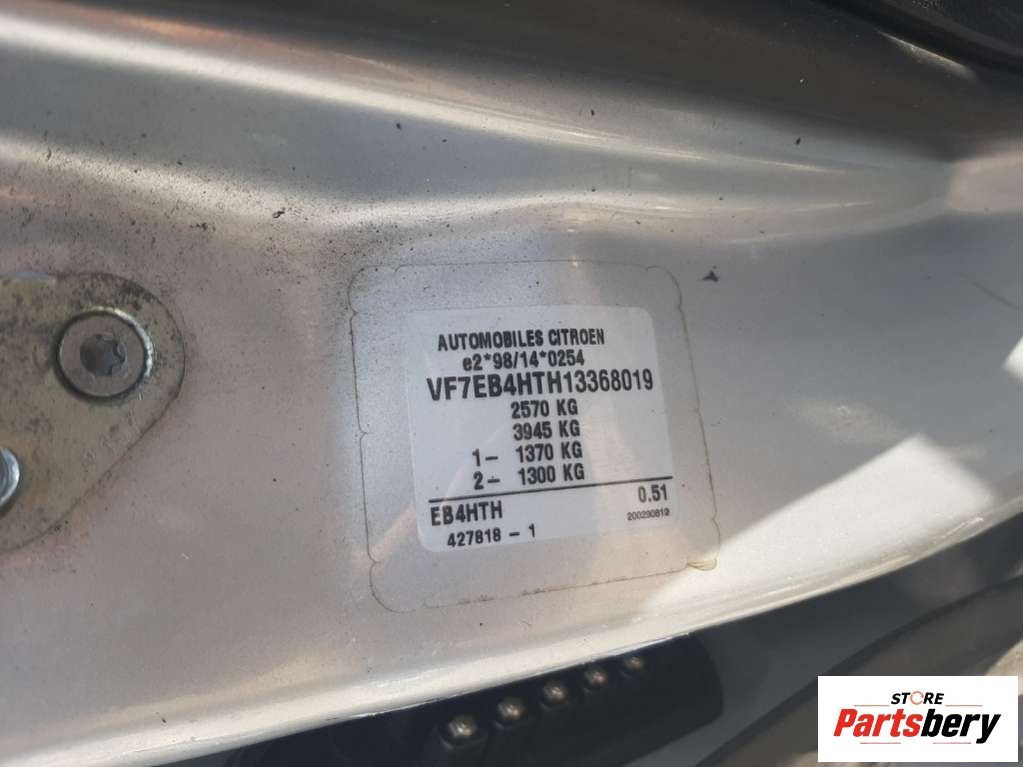 AUTOMOBILES CITROEN
e2*98/14*0254
VF7EB4HTH13368019
2570 KG
3945 KG
1- 1370 KG
2- 1300 KG
EB4HTH 0.51
427818 - 1 200290812
STORE
Partsbery